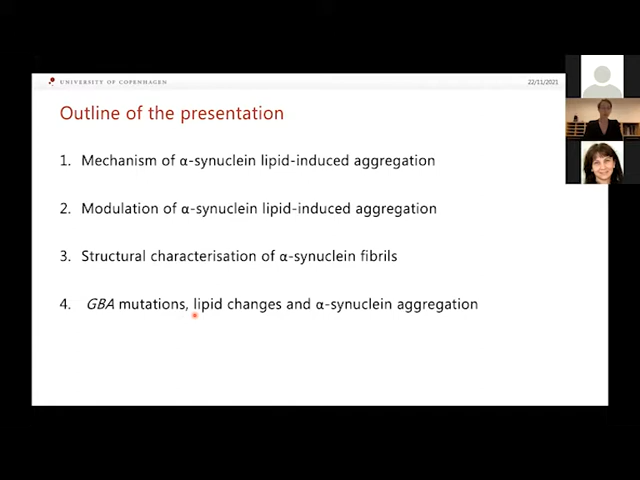 UNIVERSITY OF COPENHAGEN
22/11/2021
Outline of the presentation
1. Mechanism of α-synuclein lipid-induced aggregation
2. Modulation of α-synuclein lipid-induced aggregation
3. Structural characterisation of α-synuclein fibrils
4. GBA mutations, lipid changes and α-synuclein aggregation